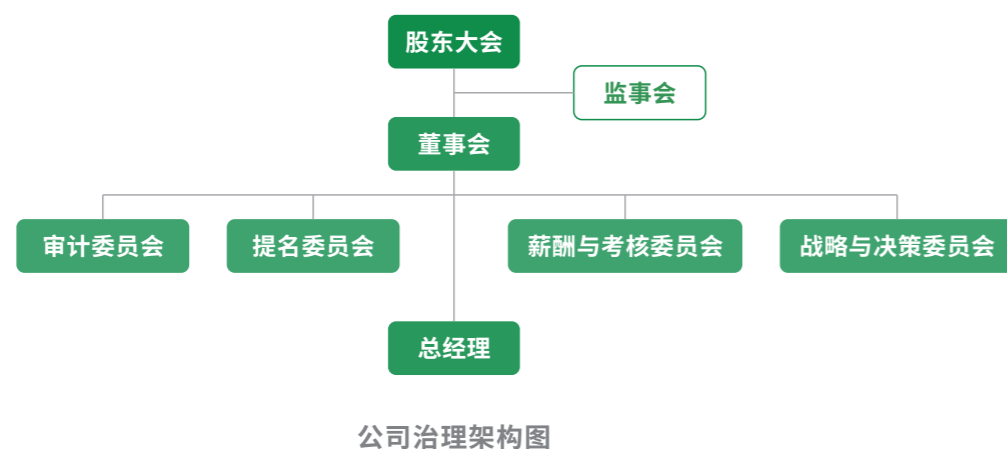 股东大会
监事会
董事会
审计委员会
提名委员会
薪酬与考核委员会
战略与决策委员会
总经理
公司治理架构图